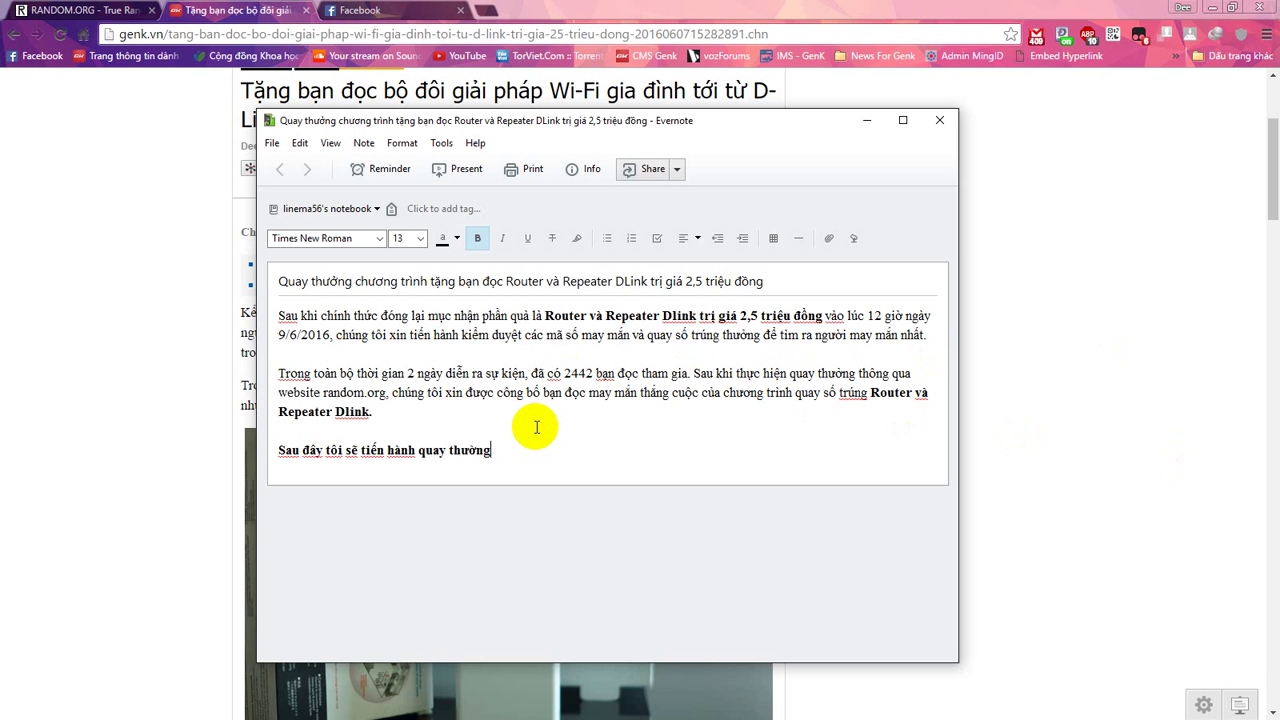 RANDOM.ORG - True Ran
Tặng bạn đọc bộ đôi giải
Facebook
Dee
genk.vn/tang-ban-doc-bo-doi-giai-phap-wi-fi-gia-dinh-toi-tu-d-link-tri-gia-25-trieu-dong-2016060715282891.chn
Facebook
Trang thông tin dành
Cộng đồng Khoa học
Your stream on Soun
YouTube
TorViet.Com :: Torren
CMS Genk
vozForums
IMS - GenK
News For Genk
Admin MingID
Embed Hyperlink
»
Dấu trang khác
Tặng bạn đọc bộ đôi giải pháp Wi-Fi gia đình tới từ D-
Quay thưởng chương trình tặng bạn đọc Router và Repeater DLink trị giá 2,5 triệu đồng - Evernote
File Edit View Note Format Tools Help
Reminder Present Print Info Share
linema56's notebook Click to add tag...
Times New Roman 13 a B I U T
Quay thưởng chương trình tặng bạn đọc Router và Repeater DLink trị giá 2,5 triệu đồng
Sau khi chính thức đóng lại mục nhận phần quà là Router và Repeater Dlink trị giá 2,5 triệu đồng vào lúc 12 giờ ngày
9/6/2016, chúng tôi xin tiến hành kiểm duyệt các mã số may mắn và quay số trúng thưởng để tìm ra người may mắn nhất.
Trong toàn bộ thời gian 2 ngày diễn ra sự kiện, đã có 2442 bạn đọc tham gia. Sau khi thực hiện quay thưởng thông qua
website random.org, chúng tôi xin được công bố bạn đọc may mắn thắng cuộc của chương trình quay số trúng Router và
Repeater Dlink.
Sau đây tôi sẽ tiến hành quay thưởng